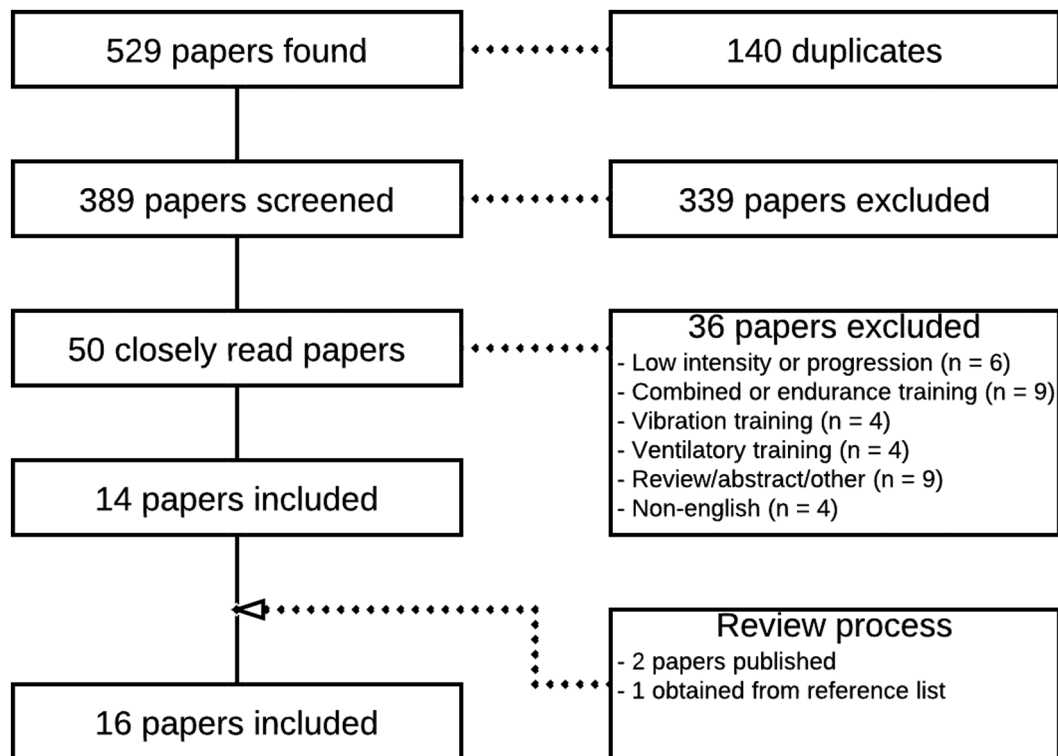 529 papers found
140 duplicates
389 papers screened
339 papers excluded
50 closely read papers
36 papers excluded
- Low intensity or progression (n = 6)
- Combined or endurance training (n = 9)
- Vibration training (n = 4)
- Ventilatory training (n = 4)
- Review/abstract/other (n = 9)
- Non-english (n = 4)
14 papers included
Review process
- 2 papers published
- 1 obtained from reference list
16 papers included